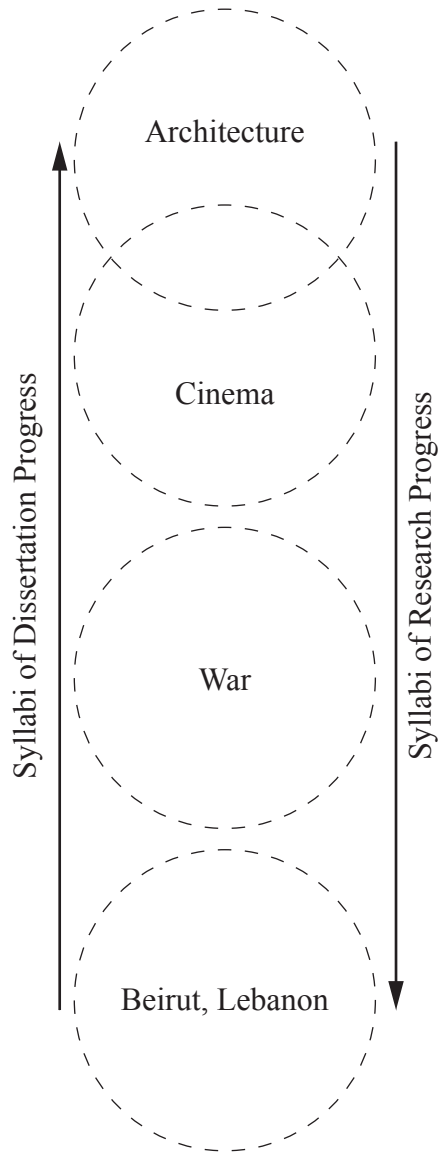 Architecture
Cinema
War
Beirut, Lebanon
Syllabi of Dissertation Progress
Syllabi of Research Progress